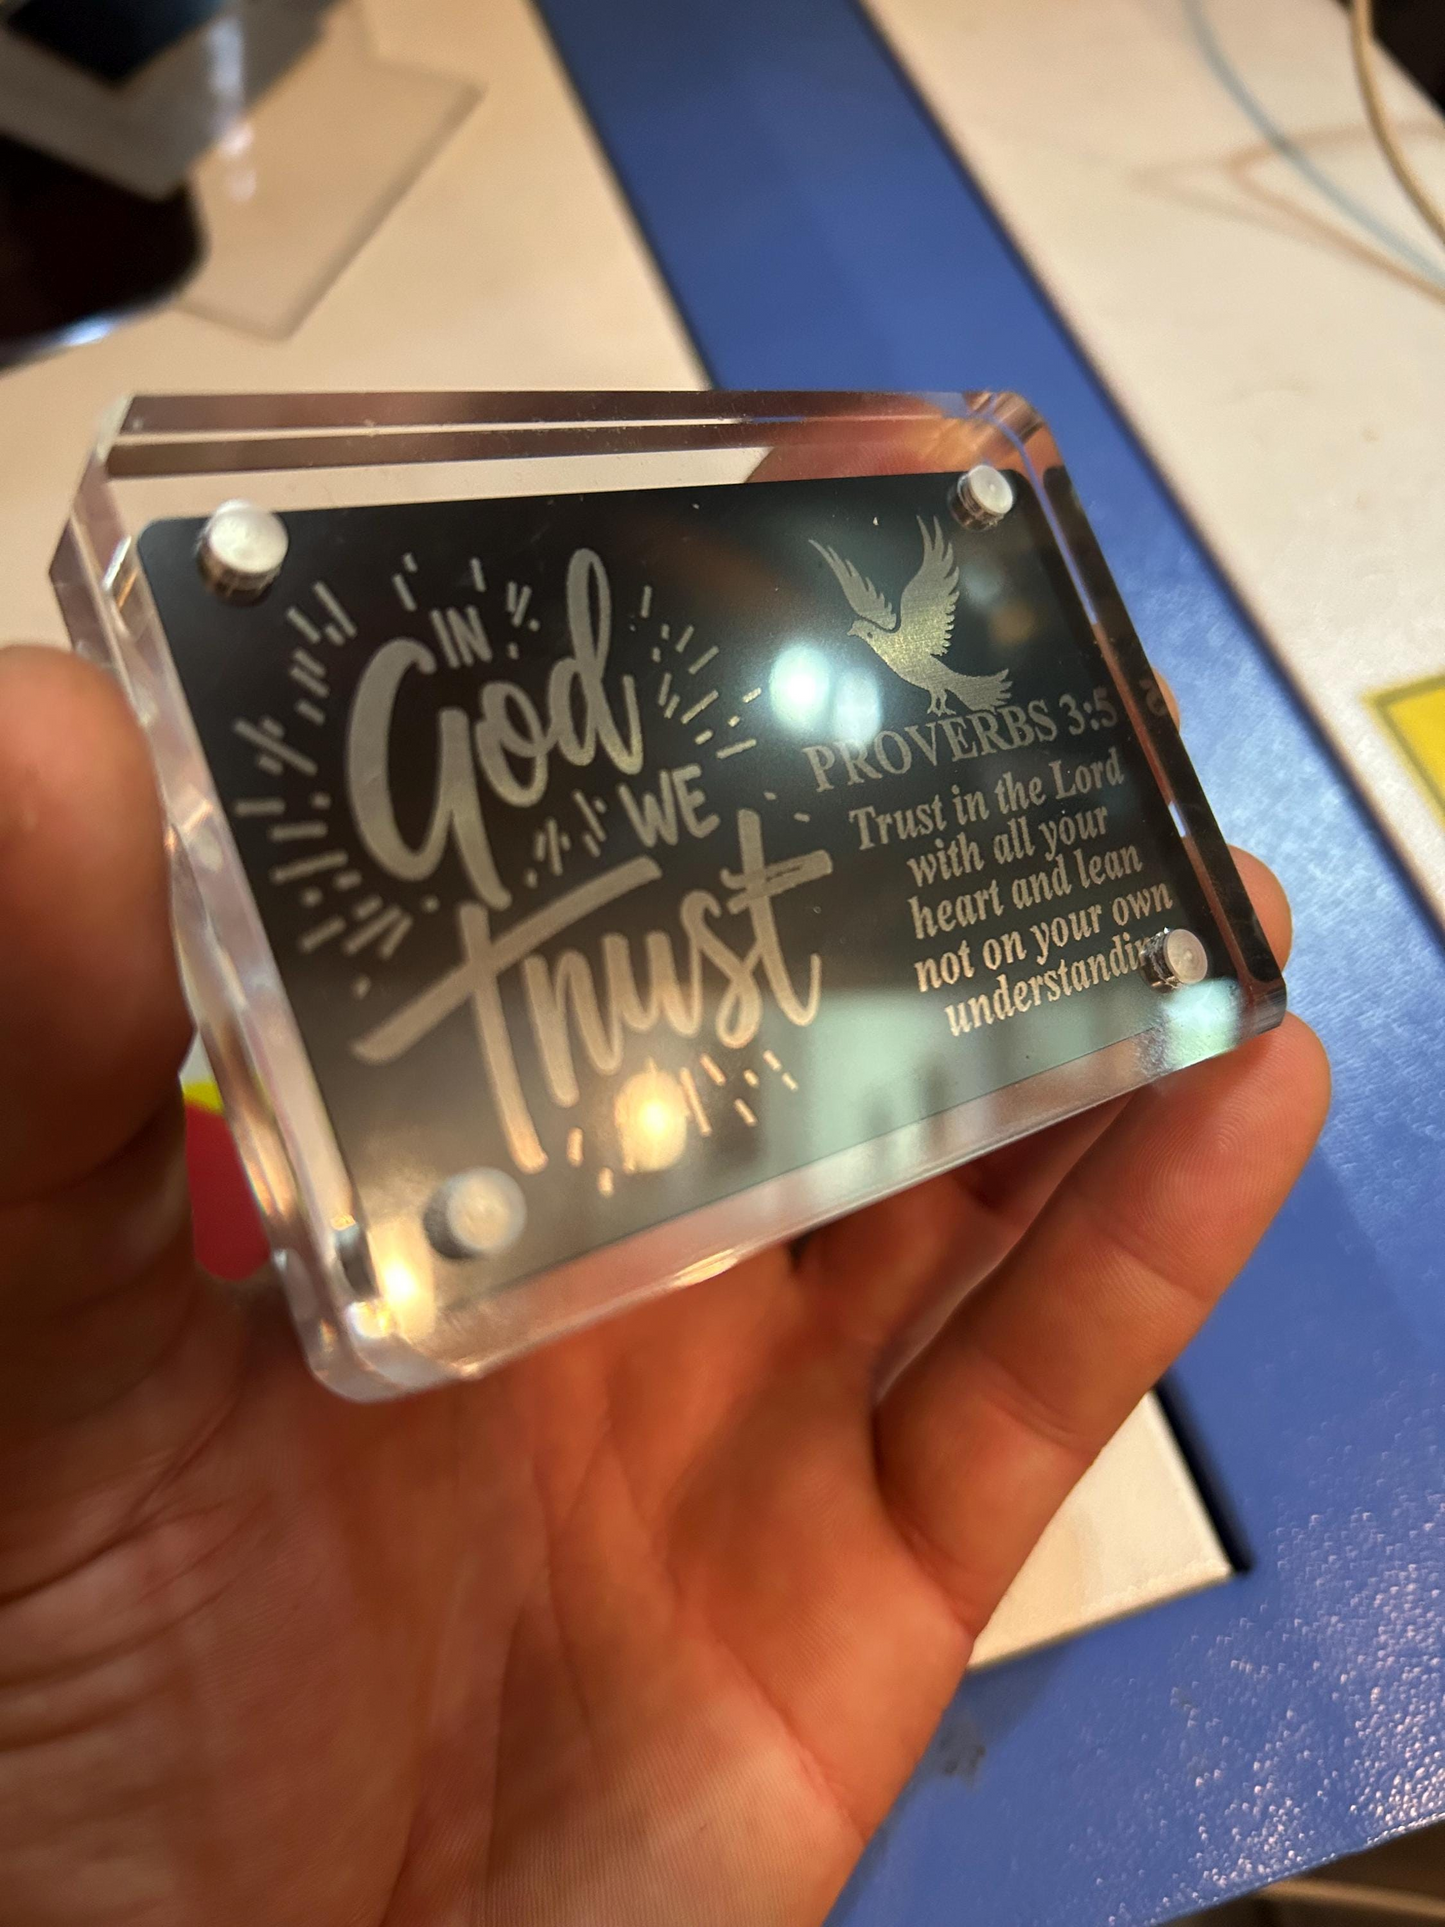 IN
God
WE
Trust
PROVERBS 3:5
Trust in the Lord
with all your
heart and lean
not on your own
understanding